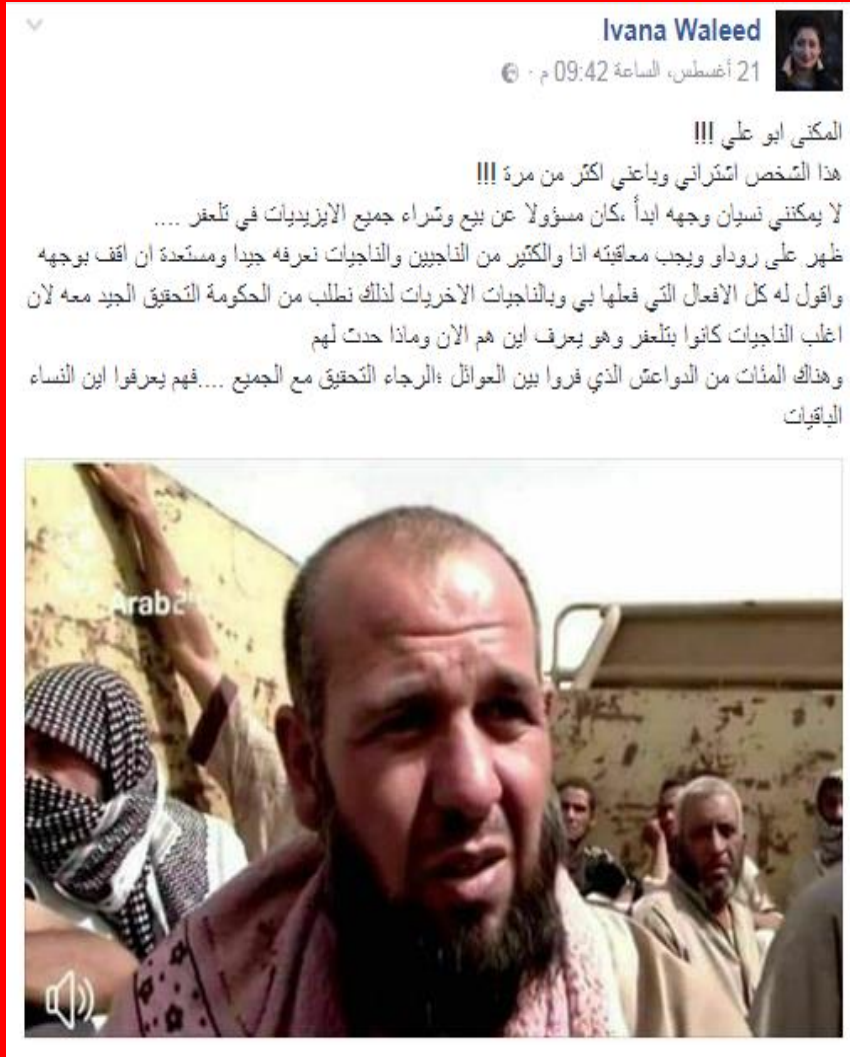 Ivana Waleed
21 أغسطس، الساعة 09:42 م ·
المكنى ابو علي !!!
هذا الشخص اشتراني وباعني اكثر من مرة !!!
لا يمكنني نسيان وجهه ابدأ ،كان مسؤولا عن بيع وشراء جميع الايزيديات في تلعفر ....
ظهر على روداو ويجب معاقبته انا والكثير من الناجيين والناجيات نعرفه جيدا ومستعدة ان اقف بوجهه
واقول له كل الافعال التي فعلها بي وبالناجيات الاخريات لذلك نطلب من الحكومة التحقيق الجيد معه لان
اغلب الناجيات كانوا بتلعفر وهو يعرف اين هم الان وماذا حدث لهم
وهناك المئات من الدواعش الذي فروا بين العوائل ؛الرجاء التحقيق مع الجميع ....فهم يعرفوا اين النساء
الباقيات
Arab